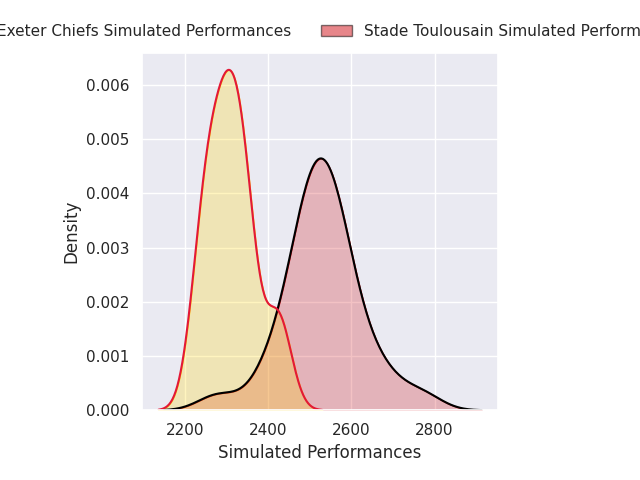 Exeter Chiefs Simulated Performances
Stade Toulousain Simulated Perform
0.006
0.005
0.004
0.003
0.002
0.001
0.000
Density
2200 2400 2600 2800
Simulated Performances